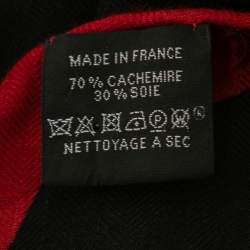 MADE IN FRANCE
70% CACHEMIRE
30% SOIE
NETTOYAGE A SEC